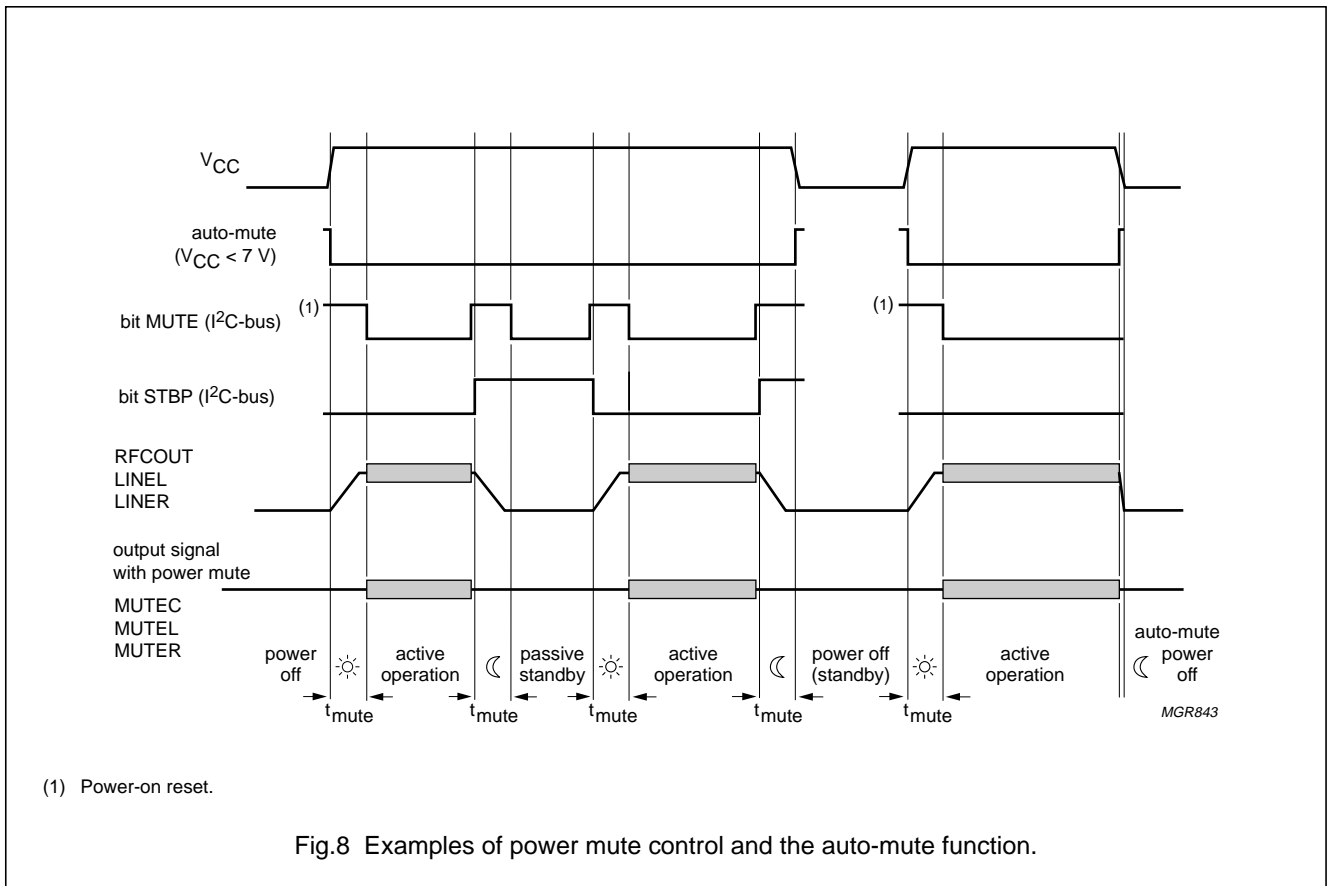 VCC
auto-mute
(VCC < 7 V)
bit MUTE (I2C-bus)
(1)
(1)
bit STBP (I2C-bus)
RFCOUT
LINEL
LINER
output signal
with power mute
MUTEC
MUTEL
MUTER
power
off
active
operation
passive
standby
active
operation
power off
(standby)
active
operation
auto-mute
power
off
tmute
tmute
tmute
tmute
tmute
MGR843
(1) Power-on reset.
Fig.8 Examples of power mute control and the auto-mute function.